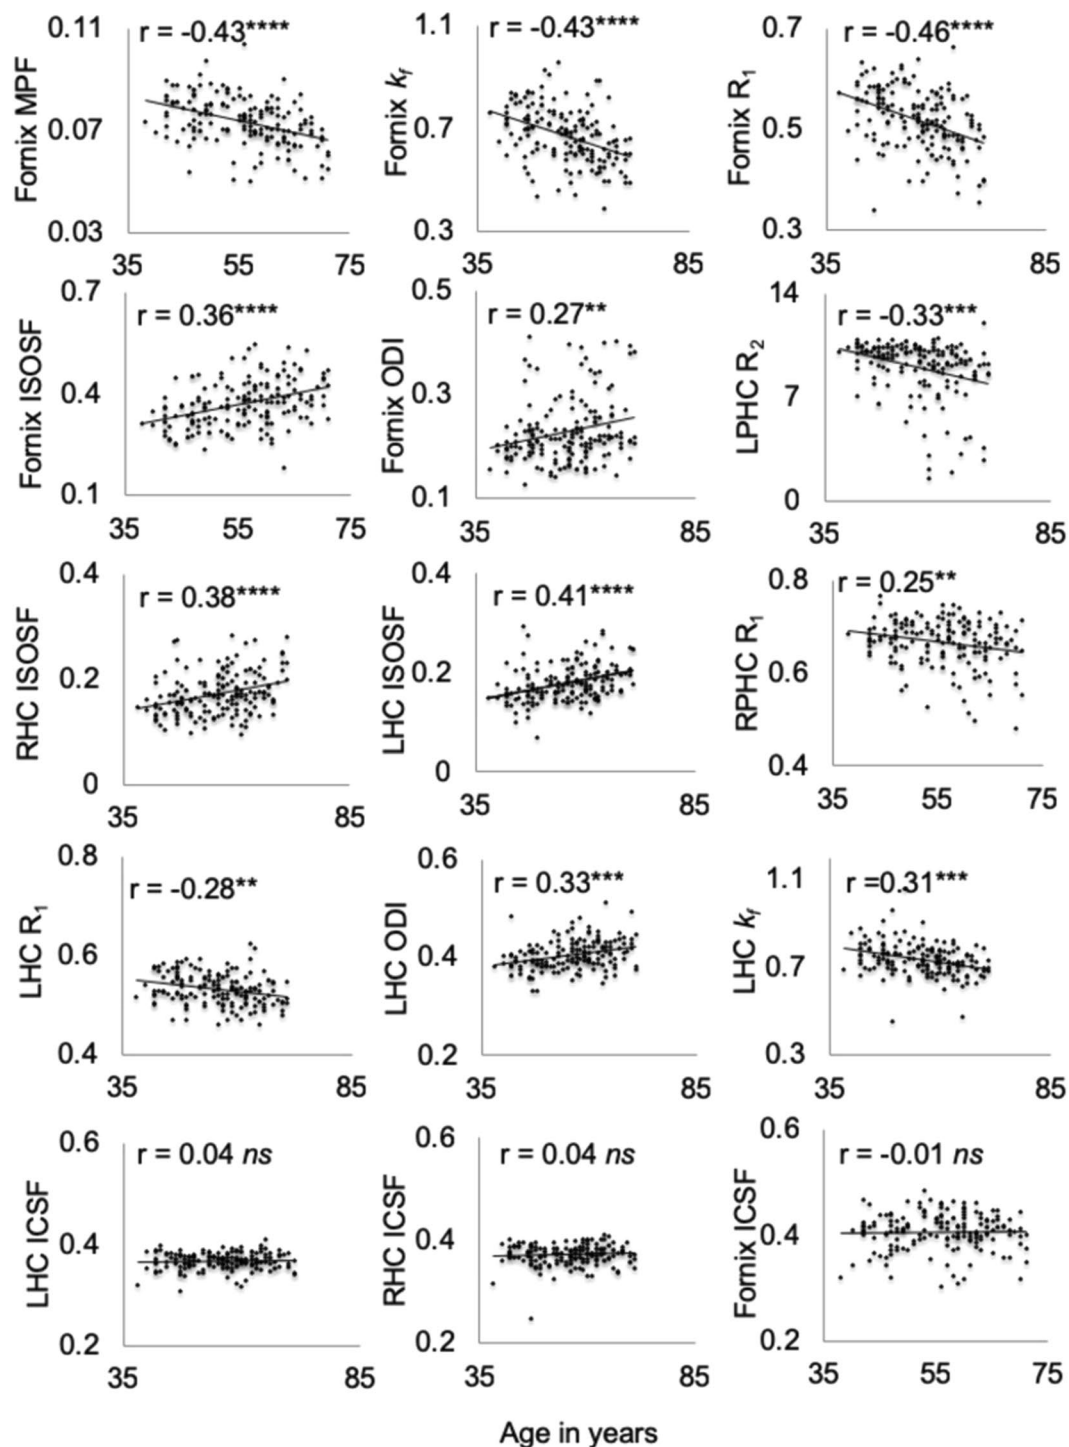 0.11
r = -0.43****
Fornix MPF
0.07
0.03
35 55 75
1.1
r = -0.43****
Fornix kf
0.7
0.3
35 85
0.7
r = -0.46****
Fornix R1
0.5
0.3
35 85
0.7
r = 0.36****
Fornix ISOSF
0.4
0.1
35 55 75
0.5
r = 0.27**
Fornix ODI
0.3
0.1
35 85
14
r = -0.33***
LPHC R2
7
0
35 85
0.4
r = 0.38****
RHC ISOSF
0.2
0
35 85
0.4
r = 0.41****
LHC ISOSF
0.2
0
35 85
0.8
r = 0.25**
RPHC R1
0.6
0.4
35 55 75
0.8
r = -0.28**
LHC R1
0.6
0.4
35 85
0.6
r = 0.33***
LHC ODI
0.4
0.2
35 85
1.1
r =0.31***
LHC kf
0.7
0.3
35 85
0.6
r = 0.04 ns
LHC ICSF
0.4
0.2
35 85
0.6
r = 0.04 ns
RHC ICSF
0.4
0.2
35 85
0.6
r = -0.01 ns
Fornix ICSF
0.4
0.2
35 55 75
Age in years